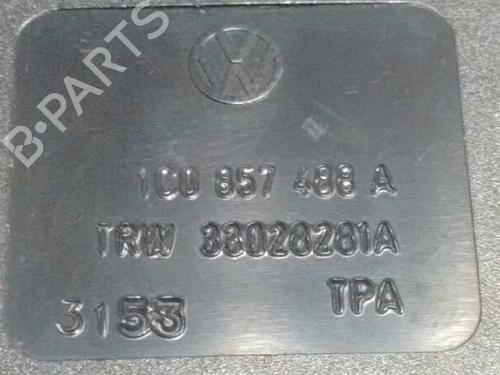 B·PARTS
1C0 857 488 A
TRW 33028281A
TPA
3153